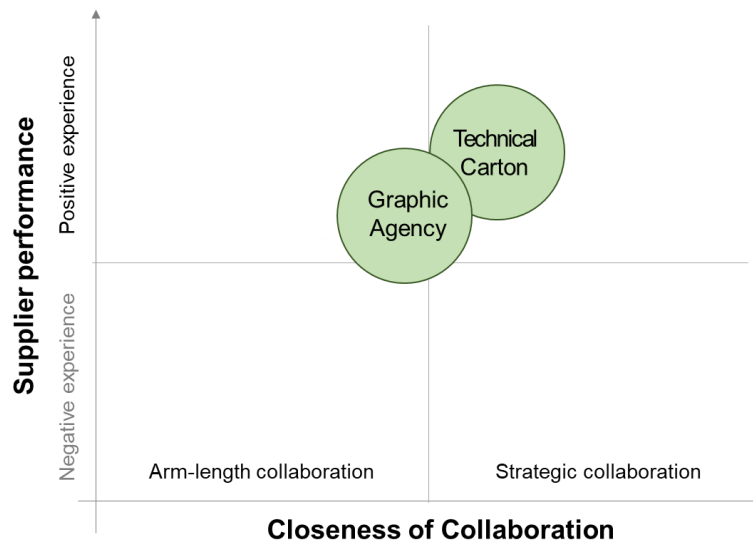 Supplier performance
Positive experience
Negative experience
Technical
Carton
Graphic
Agency
Arm-length collaboration
Strategic collaboration
Closeness of Collaboration